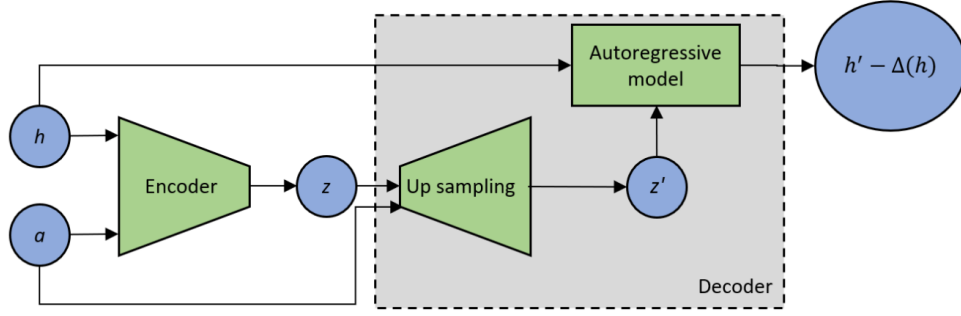 Autoregressive
model
h′ − Δ(h)
h
Encoder
z
Up sampling
z'
a
Decoder